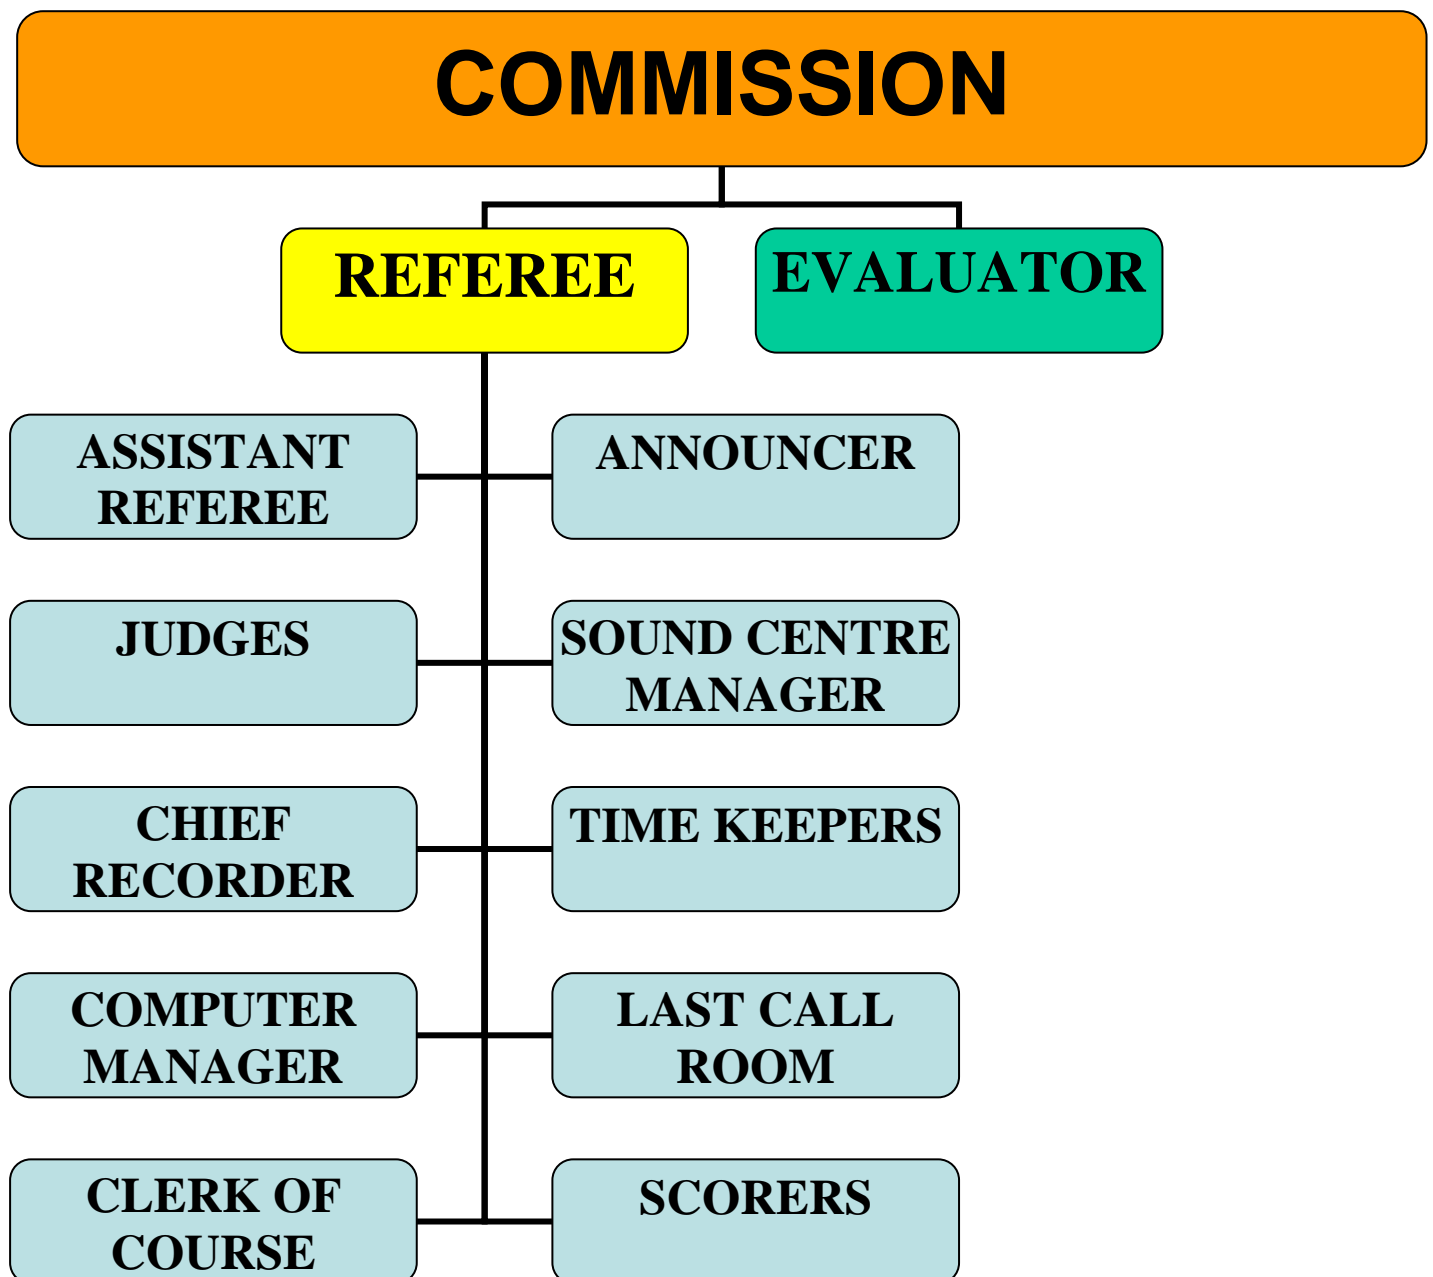 COMMISSION
REFEREE
EVALUATOR
ASSISTANT
REFEREE
ANNOUNCER
JUDGES
SOUND CENTRE
MANAGER
CHIEF
RECORDER
TIME KEEPERS
COMPUTER
MANAGER
LAST CALL
ROOM
CLERK OF
COURSE
SCORERS